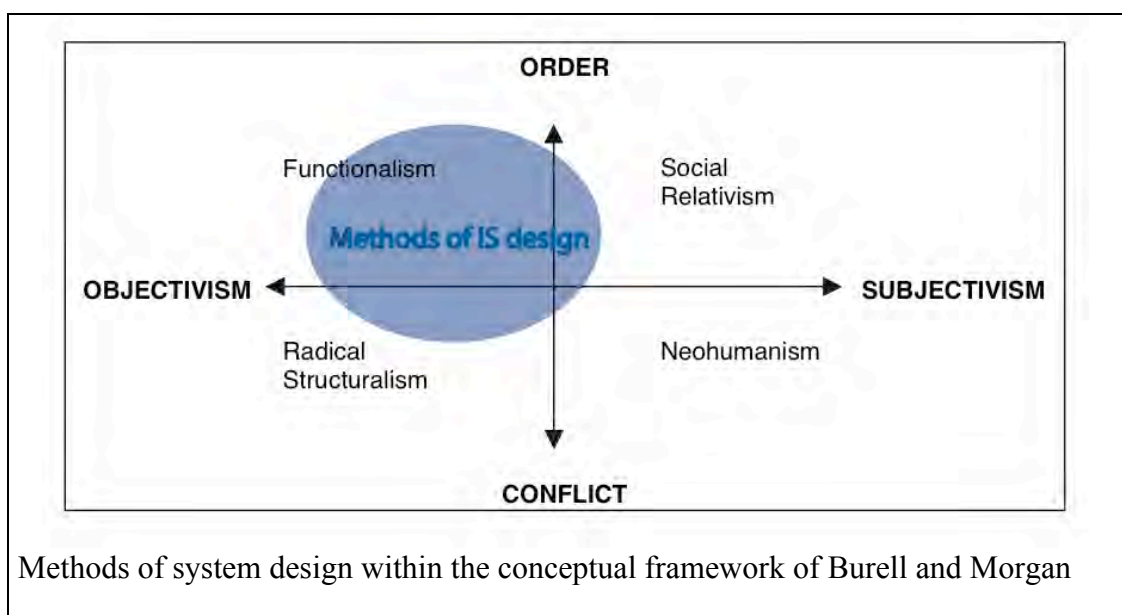 ORDER
Functionalism
Social
Relativism
Methods of IS design
OBJECTIVISM
SUBJECTIVISM
Radical
Structuralism
Neohumanism
CONFLICT
Methods of system design within the conceptual framework of Burell and Morgan